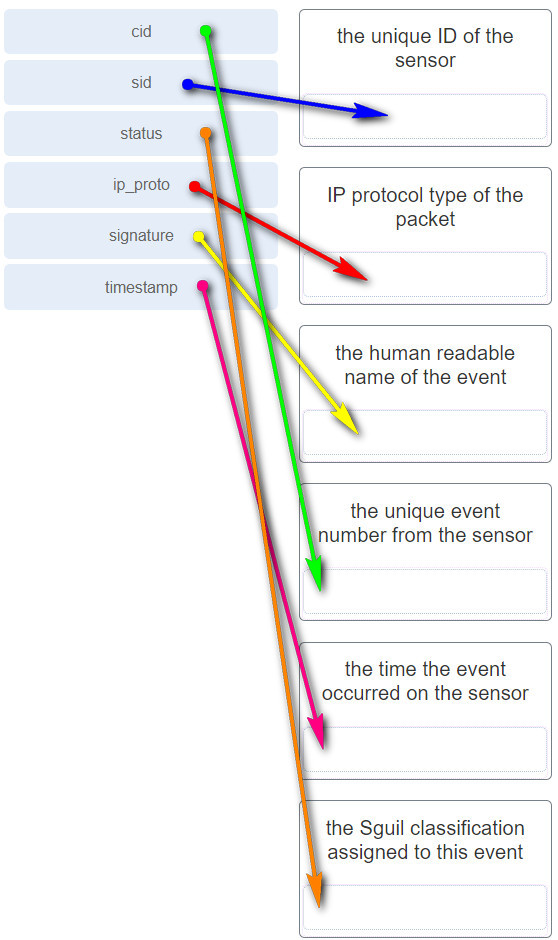 cid
sid
status
ip_proto
signature
timestamp
the unique ID of the
sensor
IP protocol type of the
packet
the human readable
name of the event
the unique event
number from the sensor
the time the event
occurred on the sensor
the Sguil classification
assigned to this event